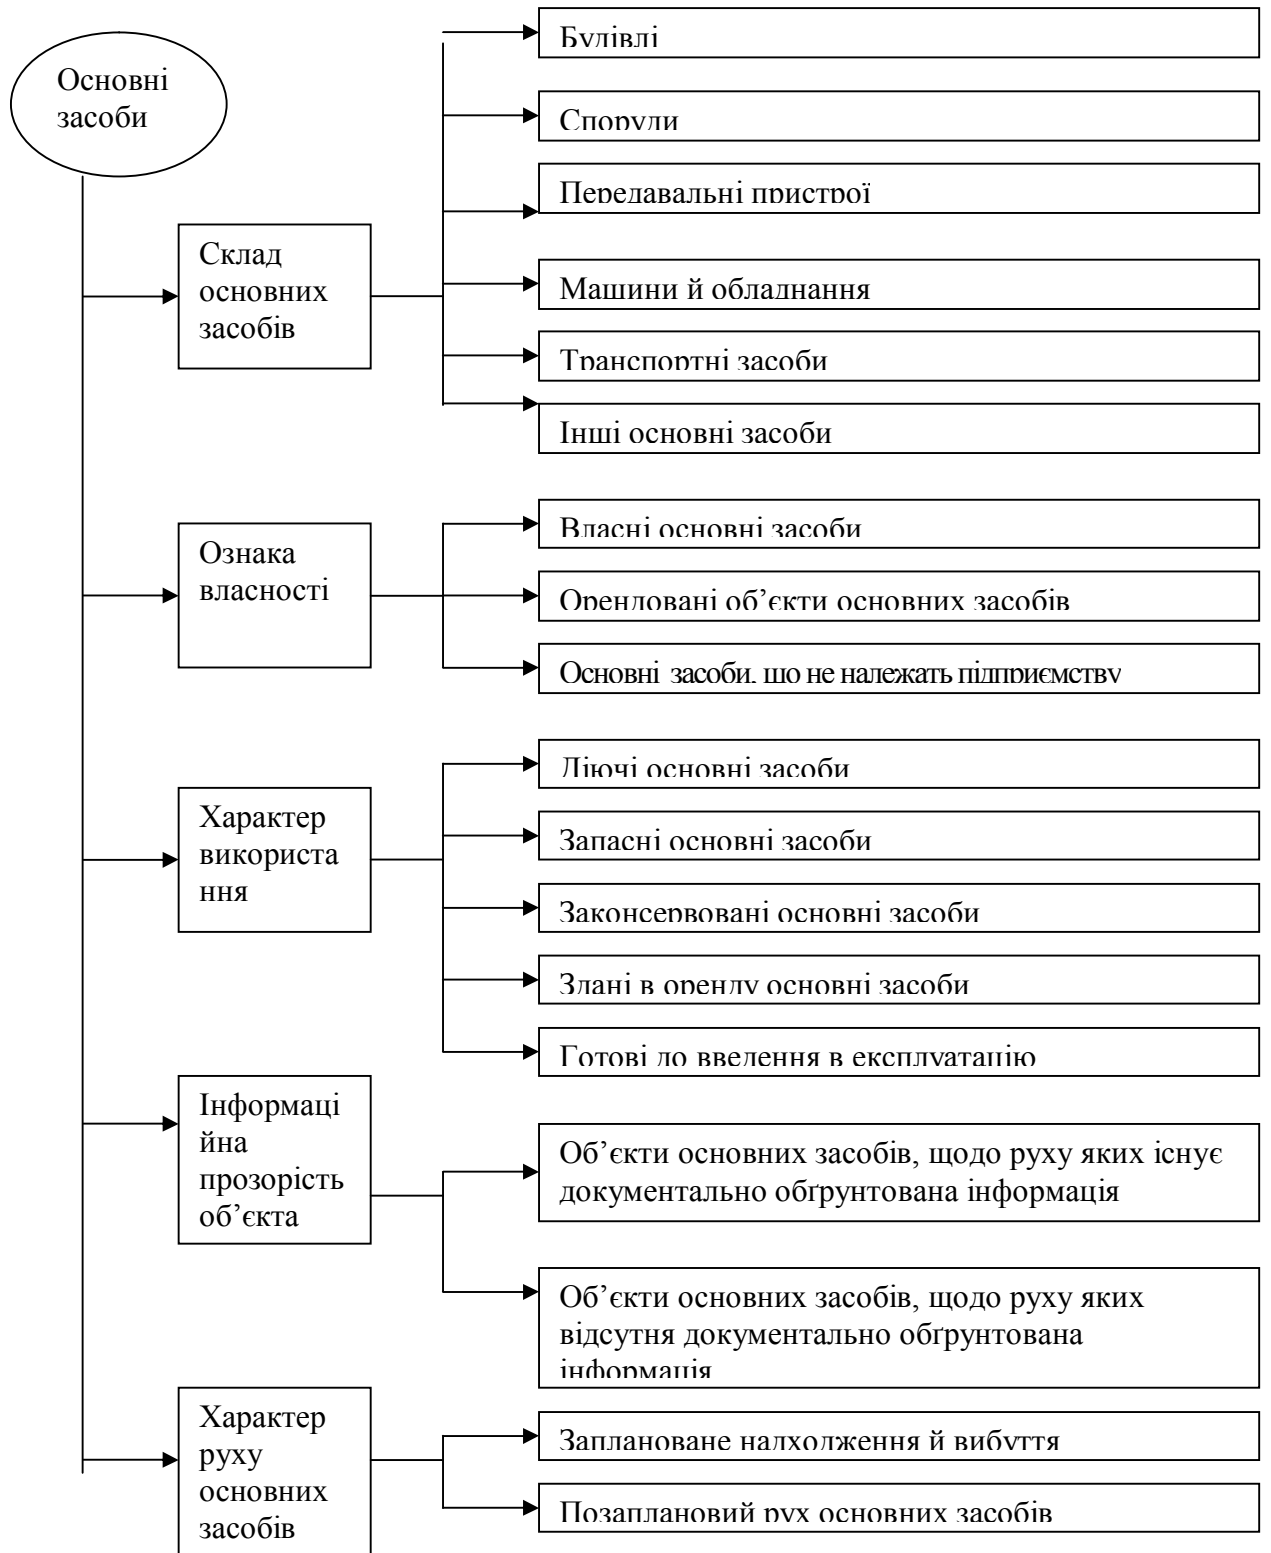 Основні
засоби
Будівлі
Споруди
Передавальні пристрої
Склад
основних
засобів
Машини й обладнання
Транспортні засоби
Інші основні засоби
Ознака
власності
Власні основні засоби
Орендовані об’єкти основних засобів
Основні засоби, що не належать підприємству
Характер
використа
ння
Діючі основні засоби
Запасні основні засоби
Законсервовані основні засоби
Здані в оренду основні засоби
Готові до введення в експлуатацію
Інформаці
йна
прозорість
об’єкта
Об’єкти основних засобів, щодо руху яких існує
документально обґрунтована інформація
Об’єкти основних засобів, щодо руху яких
відсутня документально обґрунтована
інформація
Характер
руху
основних
засобів
Заплановане надходження й вибуття
Позаплановий рух основних засобів